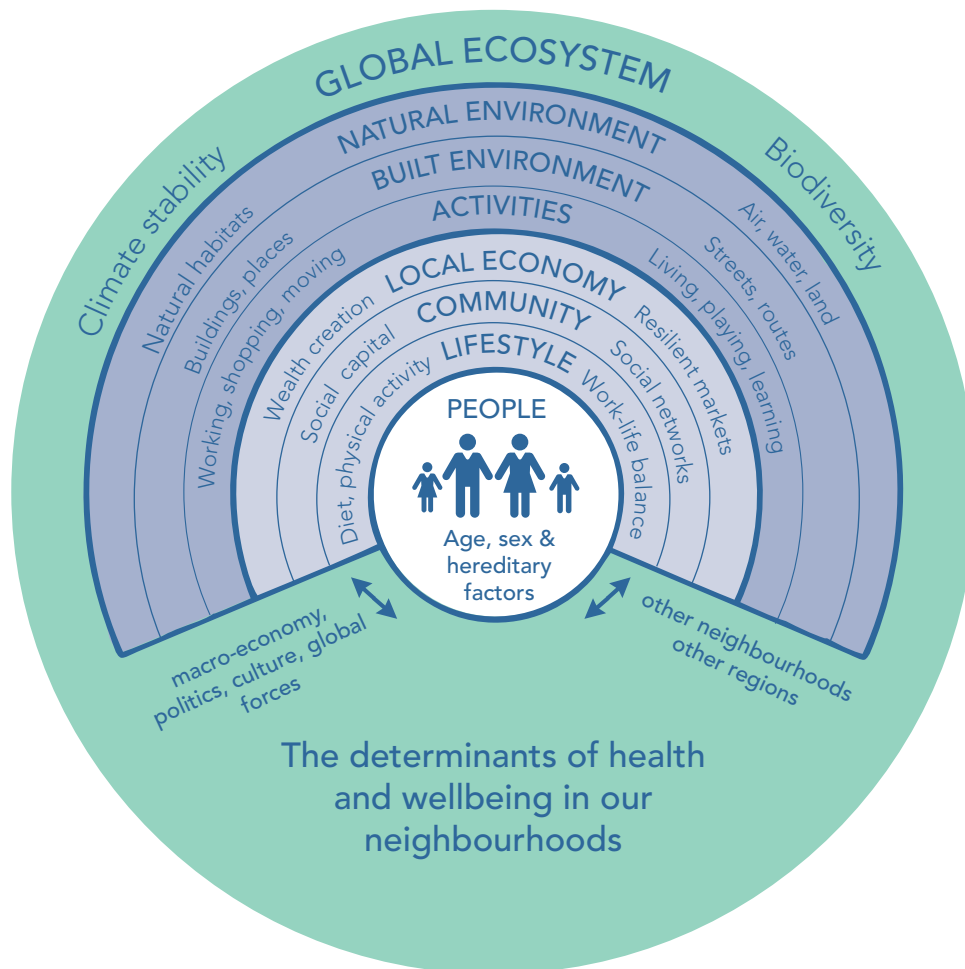 GLOBAL ECOSYSTEM
Climate stability
Biodiversity
NATURAL ENVIRONMENT
Natural habitats
Air, water, land
BUILT ENVIRONMENT
Buildings, places
Streets, routes
ACTIVITIES
Working, shopping, moving
Living, playing, learning
LOCAL ECONOMY
Wealth creation
Resilient markets
COMMUNITY
Social capital
Social networks
LIFESTYLE
Diet, physical activity
Work-life balance
PEOPLE
Age, sex &
hereditary
factors
macro-economy,
politics, culture, global
forces
other neighbourhoods
other regions
The determinants of health
and wellbeing in our
neighbourhoods